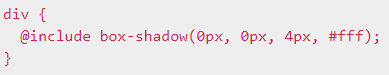 div {
  @include box-shadow(0px, 0px, 4px, #fff);
}